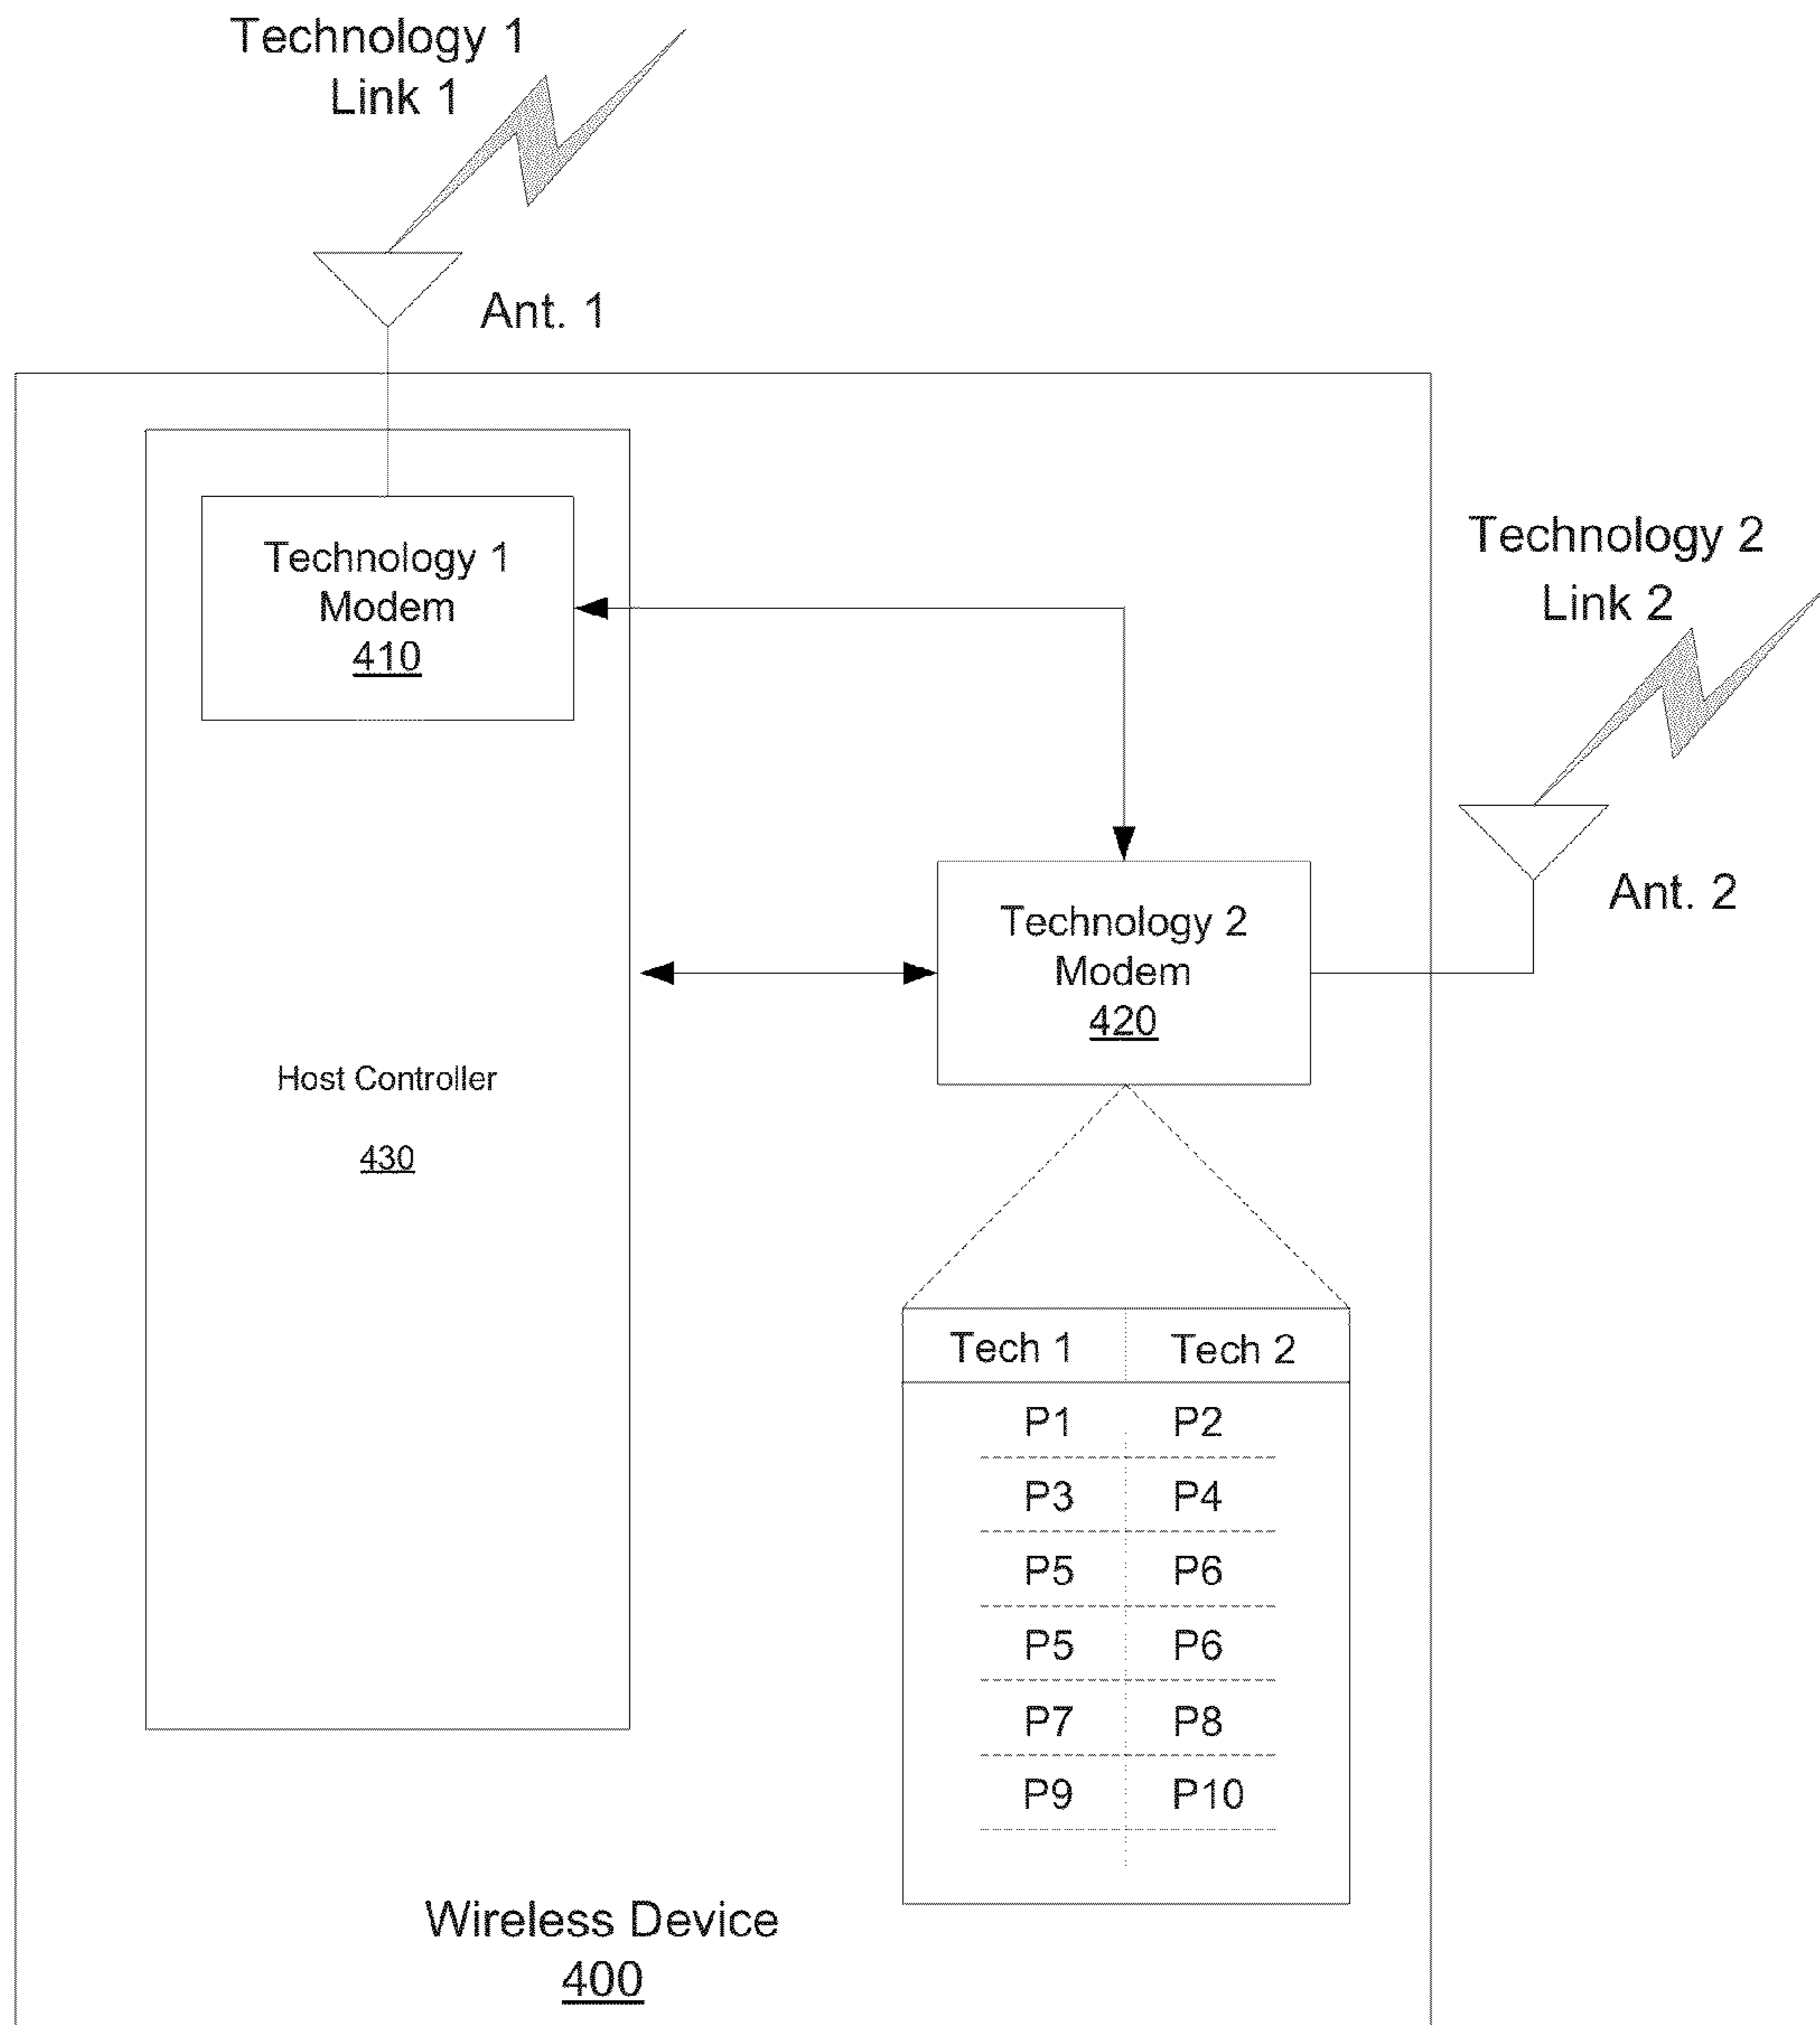 Technology 1
Link 1
Ant. 1
Technology 1
Modem
410
Technology 2
Link 2
Ant. 2
Technology 2
Modem
420
Host Controller
430
Tech 1 Tech 2
P1 P2
P3 P4
P5 P6
P5 P6
P7 P8
P9 P10
Wireless Device
400